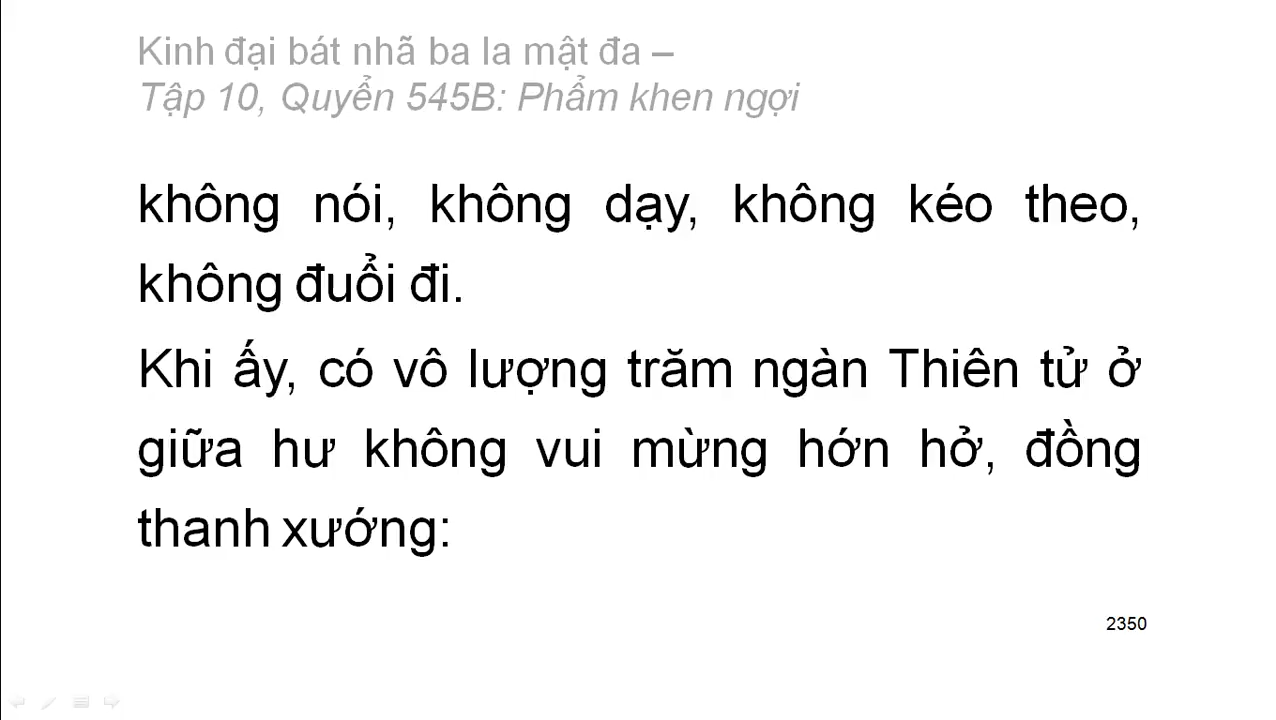 Kinh đại bát nhã ba la mật đa –
Tập 10, Quyển 545B: Phẩm khen ngợi
không nói, không dạy, không kéo theo,
không đuổi đi.
Khi ấy, có vô lượng trăm ngàn Thiên tử ở
giữa hư không vui mừng hớn hở, đồng
thanh xướng:
2350